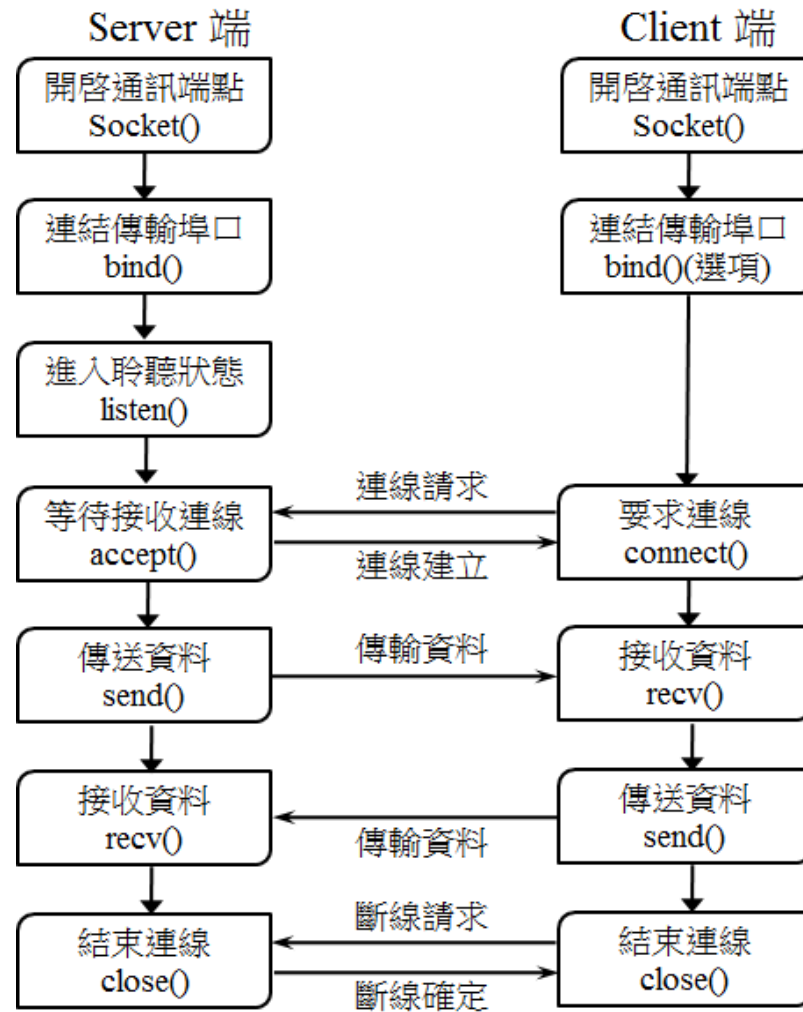 Server 端
Client 端
開啓通訊端點
Socket()
開啓通訊端點
Socket()
連結傳輸埠口
bind()
連結傳輸埠口
bind()(選項)
進入聆聽狀態
listen()
等待接收連線
accept()
連線請求
連線建立
要求連線
connect()
傳送資料
send()
傳輸資料
接收資料
recv()
接收資料
recv()
傳輸資料
傳送資料
send()
結束連線
close()
斷線請求
斷線確定
結束連線
close()